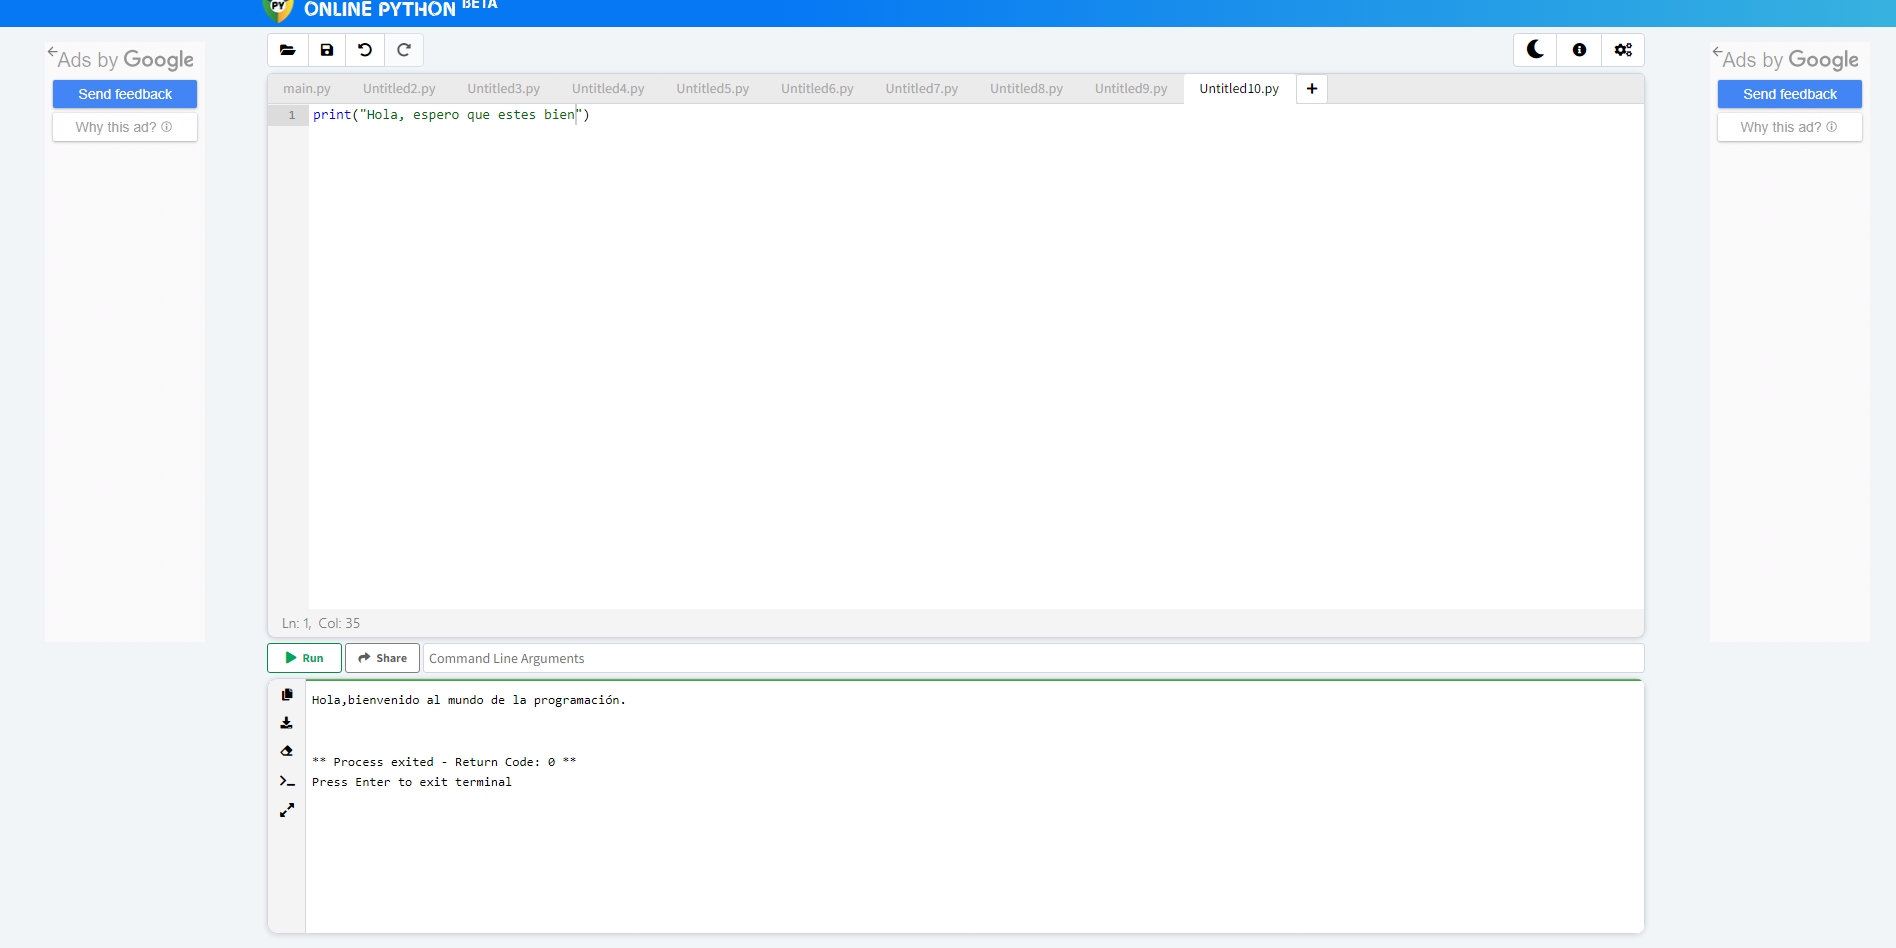 ONLINE PYTHON BETA
PY
Ads by Google
Send feedback
Why this ad?
main.py Untitled2.py Untitled3.py Untitled4.py Untitled5.py Untitled6.py Untitled7.py Untitled8.py Untitled9.py Untitled10.py +
1 print("Hola, espero que estes bien")
Ln: 1, Col: 35
Run Share Command Line Arguments
Hola,bienvenido al mundo de la programación.
** Process exited - Return Code: 0 **
Press Enter to exit terminal
Ads by Google
Send feedback
Why this ad?